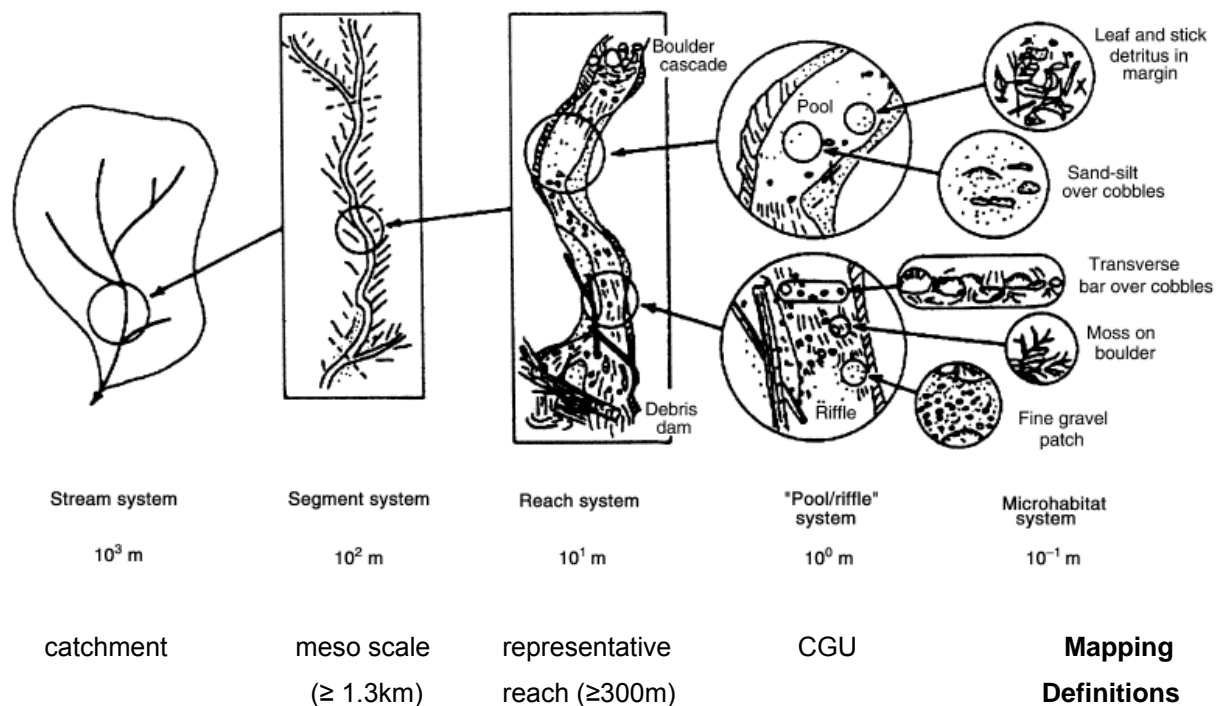 Boulder
cascade
Pool
Leaf and stick
detritus in
margin
Sand-silt
over cobbles
Transverse
bar over cobbles
Moss on
boulder
Riffle
Debris
dam
Fine gravel
patch
Stream system
Segment system
Reach system
"Pool/riffle"
system
Microhabitat
system
10³ m
10² m
10¹ m
10⁰ m
10⁻¹ m
catchment
meso scale
(≥ 1.3km)
representative
reach (≥300m)
CGU
Mapping
Definitions